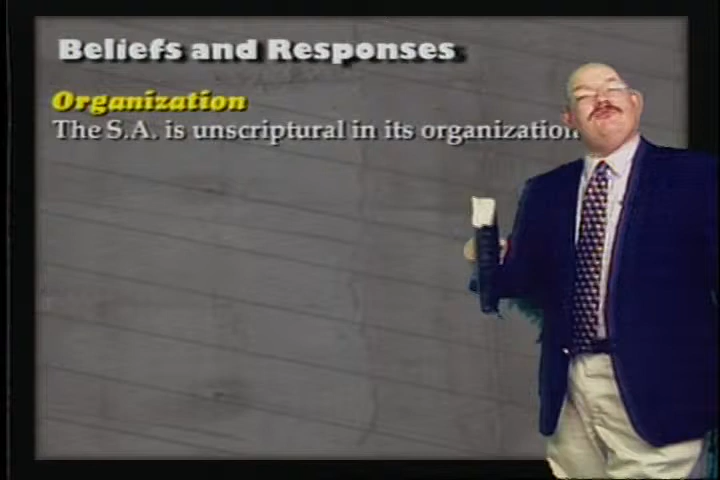 Beliefs and Responses
Organization
The S.A. is unscriptural in its organization